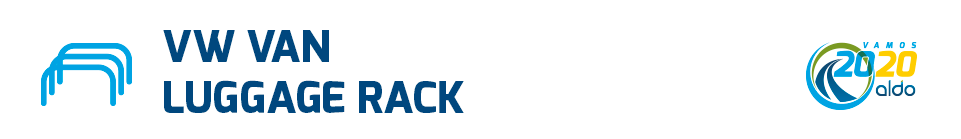 VW VAN
LUGGAGE RACK
VAMOS
2020
aldo